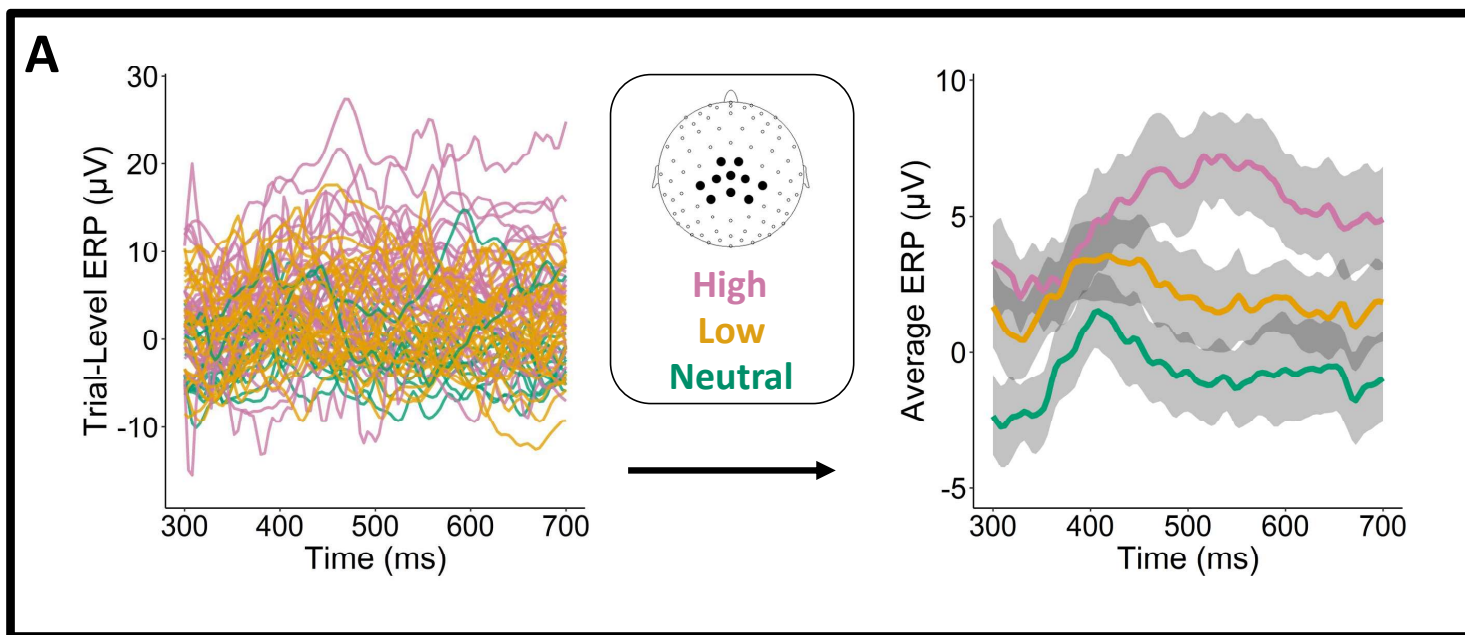 A
Trial-Level ERP (µV)
30
20
10
0
-10
300 400 500 600 700
Time (ms)
High
Low
Neutral
Average ERP (µV)
10
5
0
-5
300 400 500 600 700
Time (ms)